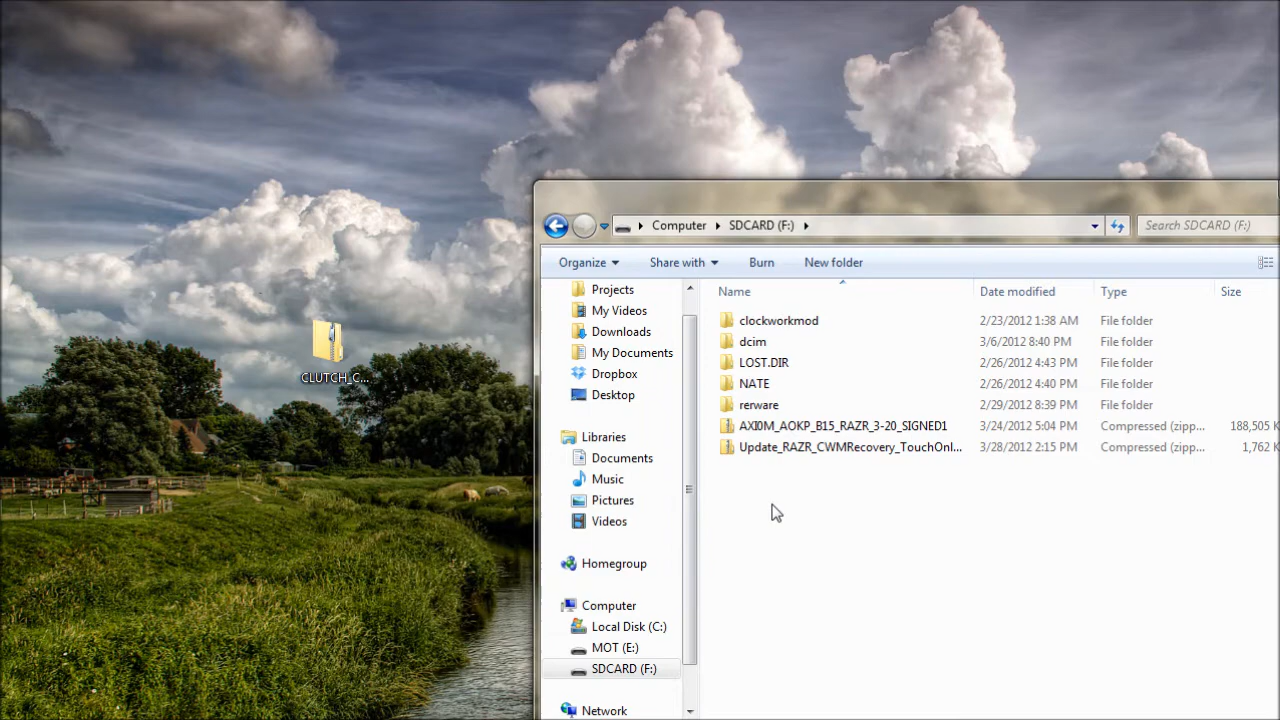 CLUTCH_C...
Computer
SDCARD (F:)
Search SDCARD (F:)
Organize
Share with
Burn
New folder
Projects
My Videos
Downloads
My Documents
Dropbox
Desktop
Libraries
Documents
Music
Pictures
Videos
Homegroup
Computer
Local Disk (C:)
MOT (E:)
SDCARD (F:)
Network
Name Date modified Type Size
clockworkmod 2/23/2012 1:38 AM File folder
dcim 3/6/2012 8:40 PM File folder
LOST.DIR 2/26/2012 4:43 PM File folder
NATE 2/26/2012 4:40 PM File folder
rerware 2/29/2012 8:39 PM File folder
AXI0M_AOKP_B15_RAZR_3-20_SIGNED1 3/24/2012 5:04 PM Compressed (zipp... 188,505 K
Update_RAZR_CWMRecovery_TouchOnl... 3/28/2012 2:15 PM Compressed (zipp... 1,762